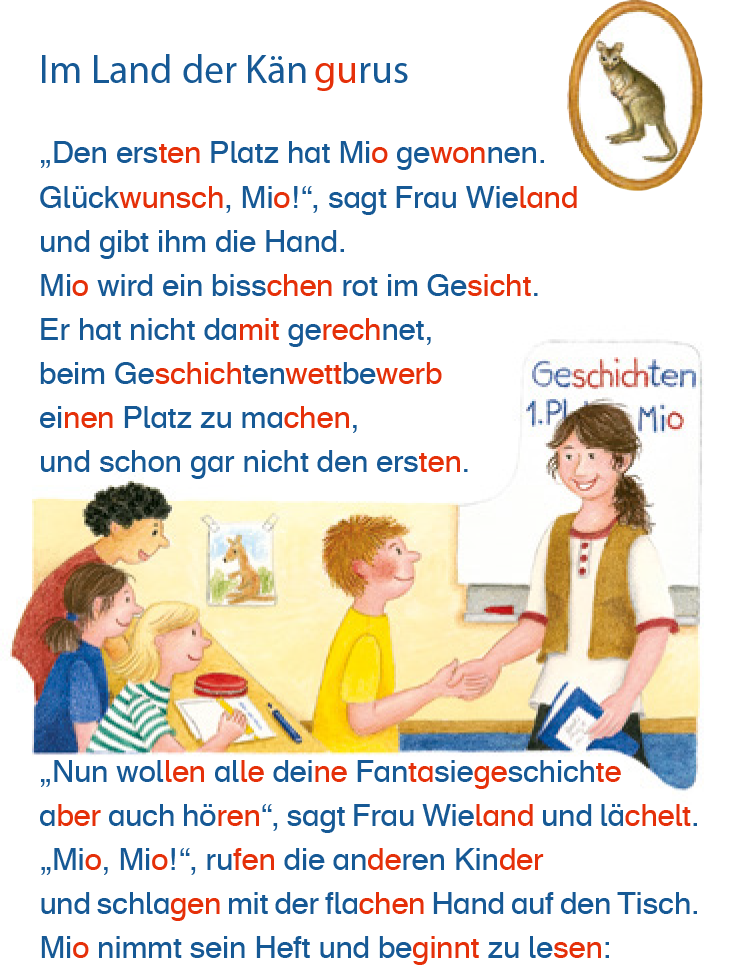 Im Land der Kängurus
„Den ersten Platz hat Mio gewonnen.
Glückwunsch, Mio!“, sagt Frau Wieland
und gibt ihm die Hand.
Mio wird ein bisschen rot im Gesicht.
Er hat nicht damit gerechnet,
beim Geschichtenwettbewerb
einen Platz zu machen,
und schon gar nicht den ersten.
Geschichten
1. Mio
„Nun wollen alle deine Fantasiegeschichte
aber auch hören“, sagt Frau Wieland und lächelt.
„Mio, Mio!“, rufen die anderen Kinder
und schlagen mit der flachen Hand auf den Tisch.
Mio nimmt sein Heft und beginnt zu lesen: